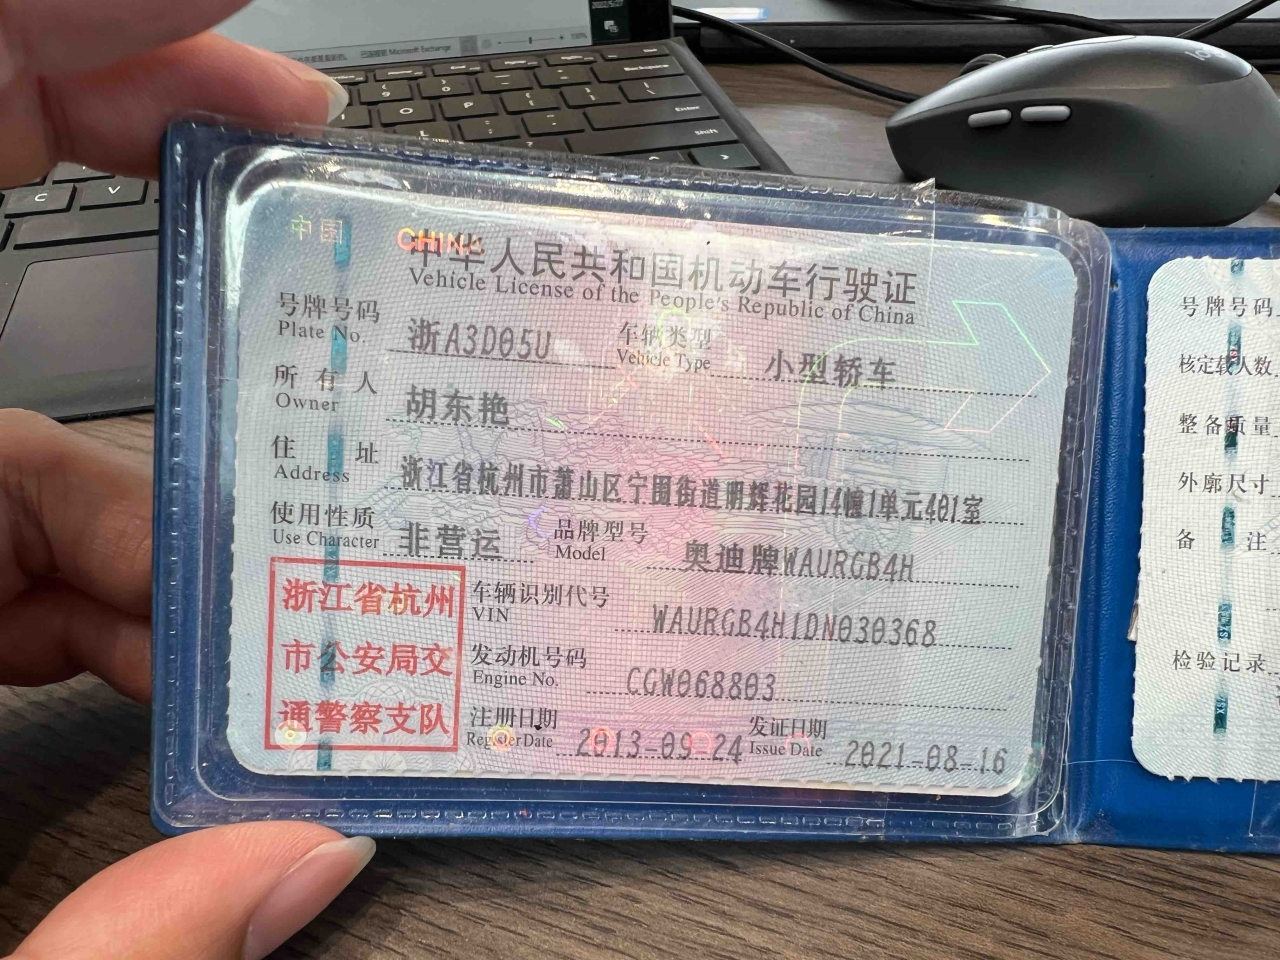 中国 CHINA
中华人民共和国机动车行驶证
Vehicle License of the People's Republic of China
号牌号码 浙A3D05U 车辆类型 小型轿车
Plate No. Vehicle Type
所有人 胡东艳
Owner
住址 浙江省杭州市萧山区宁围街道明辉花园14幢1单元401室
Address
使用性质 非营运 品牌型号 奥迪牌WAURGB4H
Use Character Model
浙江省杭州
市公安局交
通警察支队
车辆识别代号 WAURGB4H1DN030368
VIN
发动机号码 CGW068803
Engine No.
注册日期 2013-09-24 发证日期 2021-08-16
Register Date Issue Date
号牌号码
核定载人数
整备质量
外廓尺寸
备注
检验记录
Microsoft Exchange
Backspace
Enter
Shift
C
V
O
P
L